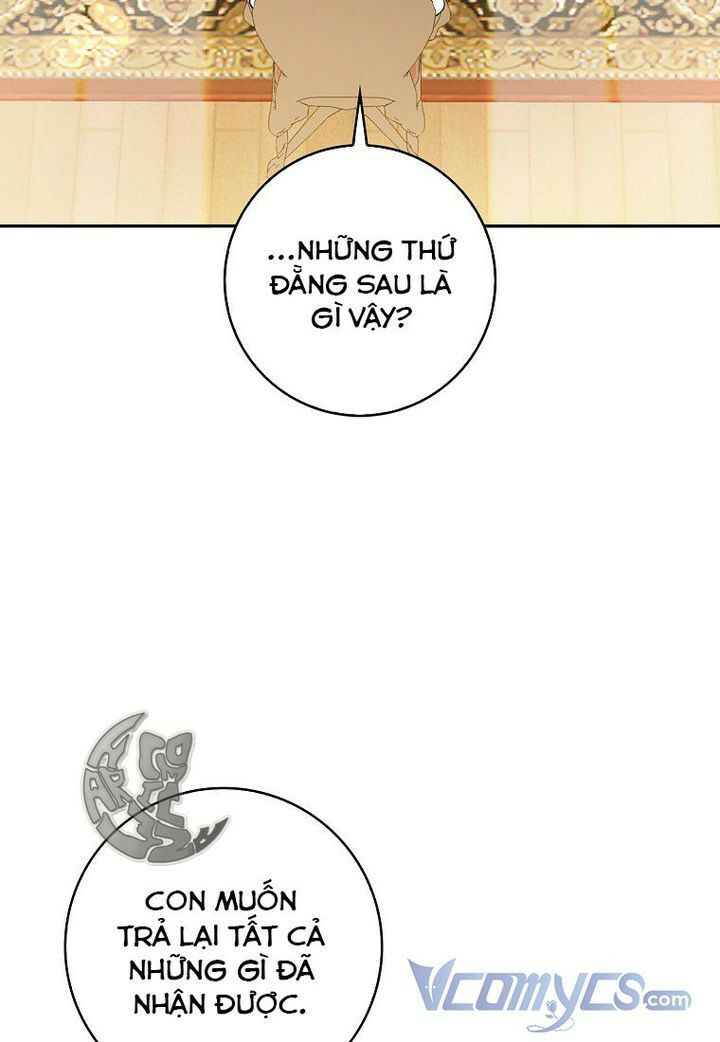 ...NHỮNG THỨ
ĐẰNG SAU LÀ
GÌ VẬY?
CON MUỐN
TRẢ LẠI TẤT CẢ
NHỮNG GÌ ĐÃ
NHẬN ĐƯỢC.
VCOMYCS.com